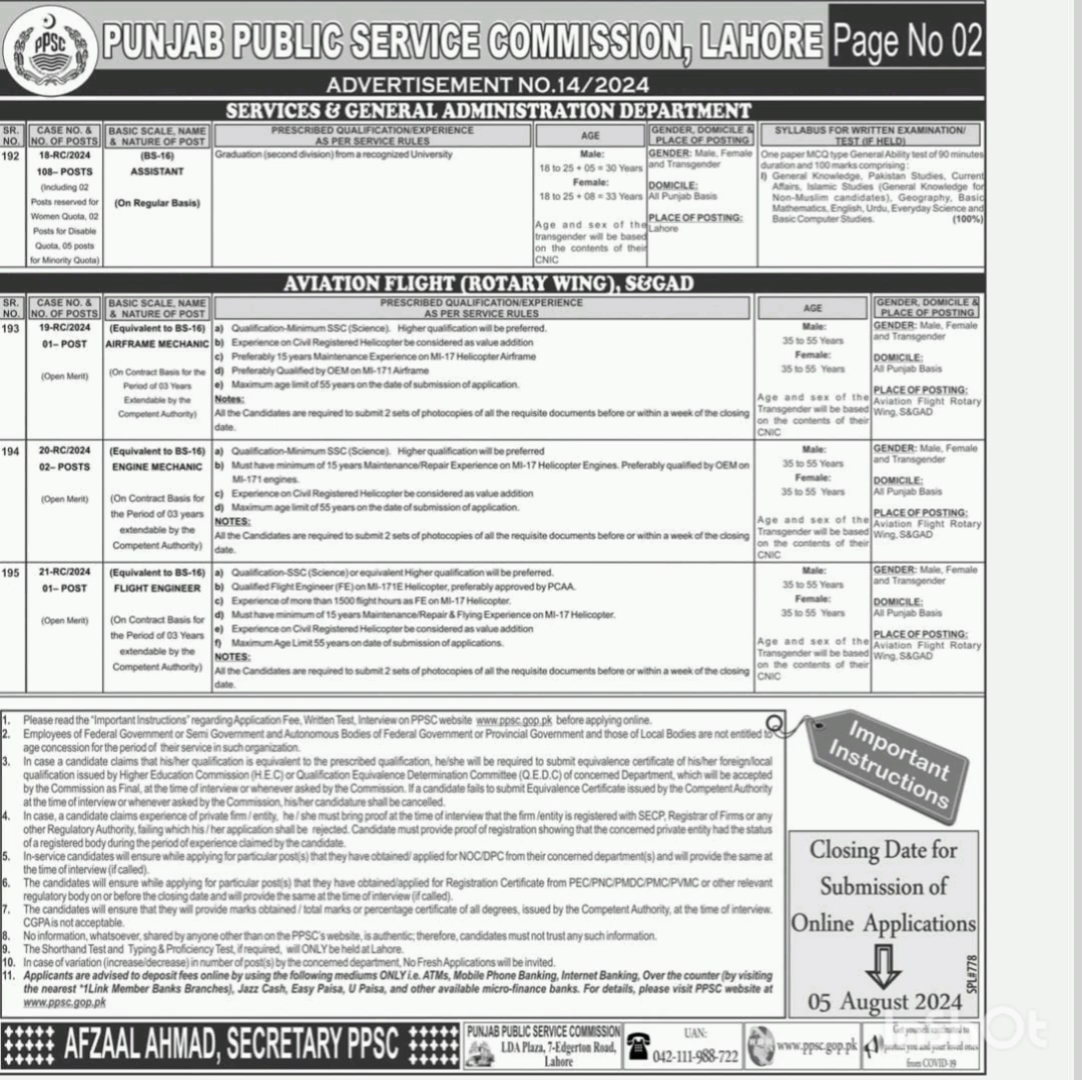 PPSC
PUNJAB PUBLIC SERVICE COMMISSION, LAHORE Page No 02
ADVERTISEMENT NO.14/2024
SERVICES & GENERAL ADMINISTRATION DEPARTMENT
SR. NO.
CASE NO. & NO. OF POSTS
BASIC SCALE, NAME & NATURE OF POST
PRESCRIBED QUALIFICATION/EXPERIENCE
AS PER SERVICE RULES
AGE
GENDER, DOMICILE & PLACE OF POSTING
SYLLABUS FOR WRITTEN EXAMINATION/ TEST (IF HELD)
192
18-RC/2024
108– POSTS
(Including 02
Posts reserved for
Women Quota, 02
Posts for Disable
Quota, 05 posts
for Minority Quota)
(BS-16)
ASSISTANT
(On Regular Basis)
Graduation (second division) from a recognized University
Male:
18 to 25 + 05 = 30 Years
Female:
18 to 25 + 08 = 33 Years
Age and sex of the
transgender will be based
on the contents of their
CNIC
GENDER: Male, Female
and Transgender
DOMICILE:
All Punjab Basis
PLACE OF POSTING:
Lahore
One paper MCQ type General Ability test of 90 minutes
duration and 100 marks comprising :
I) General Knowledge, Pakistan Studies, Current
Affairs, Islamic Studies (General Knowledge for
Non-Muslim candidates), Geography, Basic
Mathematics, English, Urdu, Everyday Science and
Basic Computer Studies. (100%)
AVIATION FLIGHT (ROTARY WING), S&GAD
SR. NO.
CASE NO. & NO. OF POSTS
BASIC SCALE, NAME & NATURE OF POST
PRESCRIBED QUALIFICATION/EXPERIENCE
AS PER SERVICE RULES
AGE
GENDER, DOMICILE & PLACE OF POSTING
193
19-RC/2024
01– POST
(Open Merit)
(Equivalent to BS-16)
AIRFRAME MECHANIC
(On Contract Basis for the
Period of 03 Years
Extendable by the
Competent Authority)
a) Qualification-Minimum SSC (Science). Higher qualification will be preferred.
b) Experience on Civil Registered Helicopter be considered as value addition
c) Preferably 15 years Maintenance Experience on MI-17 Helicopter Airframe
d) Preferably Qualified by OEM on MI-171 Airframe
e) Maximum age limit of 55 years on the date of submission of application.
Notes:
All the Candidates are required to submit 2 sets of photocopies of all the requisite documents before or within a week of the closing
date.
Male:
35 to 55 Years
Female:
35 to 55 Years
Age and sex of the
Transgender will be based
on the contents of their
CNIC
GENDER: Male, Female
and Transgender
DOMICILE:
All Punjab Basis
PLACE OF POSTING:
Aviation Flight Rotary
Wing, S&GAD
194
20-RC/2024
02– POSTS
(Open Merit)
(Equivalent to BS-16)
ENGINE MECHANIC
(On Contract Basis for
the Period of 03 years
extendable by the
Competent Authority)
a) Qualification-Minimum SSC (Science). Higher qualification will be preferred
b) Must have minimum of 15 years Maintenance/Repair Experience on MI-17 Helicopter Engines. Preferably qualified by OEM on
MI-171 engines.
c) Experience on Civil Registered Helicopter be considered as value addition
d) Maximum age limit of 55 years on the date of submission of application.
NOTES:
All the Candidates are required to submit 2 sets of photocopies of all the requisite documents before or within a week of the closing
date.
Male:
35 to 55 Years
Female:
35 to 55 Years
Age and sex of the
Transgender will be based
on the contents of their
CNIC
GENDER: Male, Female
and Transgender
DOMICILE:
All Punjab Basis
PLACE OF POSTING:
Aviation Flight Rotary
Wing, S&GAD
195
21-RC/2024
01– POST
(Open Merit)
(Equivalent to BS-16)
FLIGHT ENGINEER
(On Contract Basis for
the Period of 03 Years
extendable by the
Competent Authority)
a) Qualification-SSC (Science) or equivalent Higher qualification will be preferred.
b) Qualified Flight Engineer (FE) on MI-171E Helicopter, preferably approved by PCAA.
c) Experience of more than 1500 flight hours as FE on MI-17 Helicopter.
d) Must have minimum of 15 years Maintenance/Repair & Flying Experience on MI-17 Helicopter.
e) Experience on Civil Registered Helicopter be considered as value addition
f) Maximum Age Limit 55 years on date of submission of applications.
NOTES:
All the Candidates are required to submit 2 sets of photocopies of all the requisite documents before or within a week of the closing
date.
Male:
35 to 55 Years
Female:
35 to 55 Years
Age and sex of the
Transgender will be based
on the contents of their
CNIC
GENDER: Male, Female
and Transgender
DOMICILE:
All Punjab Basis
PLACE OF POSTING:
Aviation Flight Rotary
Wing, S&GAD
1. Please read the "Important Instructions" regarding Application Fee, Written Test, Interview on PPSC website www.ppsc.gop.pk before applying online.
2. Employees of Federal Government or Semi Government and Autonomous Bodies of Federal Government or Provincial Government and those of Local Bodies are not entitled to
age concession for the period of their service in such organization.
3. In case a candidate claims that his/her qualification is equivalent to the prescribed qualification, he/she will be required to submit equivalence certificate of his/her foreign/local
qualification issued by Higher Education Commission (H.E.C) or Qualification Equivalence Determination Committee (Q.E.D.C) of concerned Department, which will be accepted
by the Commission as Final, at the time of interview or whenever asked by the Commission. If a candidate fails to submit Equivalence Certificate issued by the Competent Authority
at the time of interview or whenever asked by the Commission, his/her candidature shall be cancelled.
4. In case, a candidate claims experience of private firm / entity, he / she must bring proof at the time of interview that the firm /entity is registered with SECP, Registrar of Firms or any
other Regulatory Authority, failing which his / her application shall be rejected. Candidate must provide proof of registration showing that the concerned private entity had the status
of a registered body during the period of experience claimed by the candidate.
5. In-service candidates will ensure while applying for particular post(s) that they have obtained/ applied for NOC/DPC from their concerned department(s) and will provide the same at
the time of interview (if called).
6. The candidates will ensure while applying for particular post(s) that they have obtained/applied for Registration Certificate from PEC/PNC/PMDC/PMC/PVMC or other relevant
regulatory body on or before the closing date and will provide the same at the time of interview (if called).
7. The candidates will ensure that they will provide marks obtained / total marks or percentage certificate of all degrees, issued by the Competent Authority, at the time of interview.
CGPA is not acceptable.
8. No information, whatsoever, shared by anyone other than on the PPSC's website, is authentic; therefore, candidates must not trust any such information.
9. The Shorthand Test and Typing & Proficiency Test, if required, will ONLY be held at Lahore.
10. In case of variation (increase/decrease) in number of post(s) by the concerned department, No Fresh Applications will be invited.
11. Applicants are advised to deposit fees online by using the following mediums ONLY i.e. ATMs, Mobile Phone Banking, Internet Banking, Over the counter (by visiting
the nearest *1Link Member Banks Branches), Jazz Cash, Easy Paisa, U Paisa, and other available micro-finance banks. For details, please visit PPSC website at
www.ppsc.gop.pk
Important
Instructions
Closing Date for
Submission of
Online Applications
05 August 2024
SPL#778
AFZAAL AHMAD, SECRETARY PPSC
PUNJAB PUBLIC SERVICE COMMISSION
LDA Plaza, 7-Edgerton Road,
Lahore
UAN:
042-111-988-722
www.ppsc.gop.pk
Get yourself vaccinated to
protect you and your loved ones
from COVID-19
InShOt